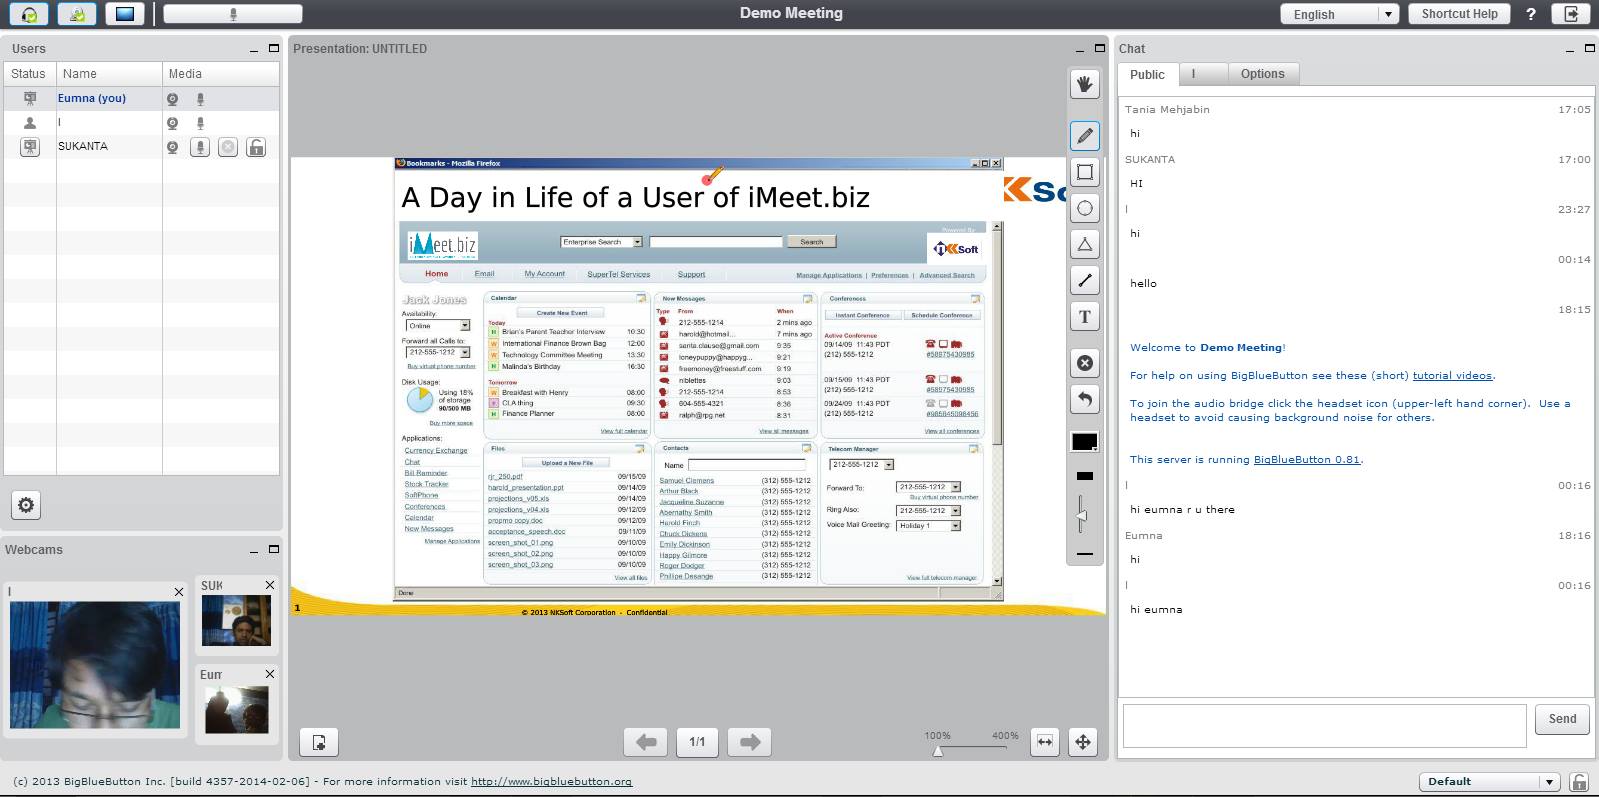 Demo Meeting
English
Shortcut Help
?
Users
Status Name Media
Eumna (you)
I
SUKANTA
Webcams
I
SUK
Eum
Presentation: UNTITLED
Bookmarks - Mozilla Firefox
A Day in Life of a User of iMeet.biz
iMeet.biz
Enterprise Search
Search
Powered By
NKSoft
Home Email My Account SuperTel Services Support
Manage Applications | Preferences | Advanced Search
Jack Jones
Availability:
Online
Forward all Calls to:
212-555-1212
Buy virtual phone number
Disk Usage:
Using 18%
of storage
90/500 MB
Buy more space
Applications:
Currency Exchange
Chat
Bill Reminder
Stock Tracker
SoftPhone
Conferences
Calendar
New Messages
Manage Applications
Calendar
Create New Event
Today
Brian's Parent Teacher Interview 10:30
International Finance Brown Bag 12:00
Technology Committee Meeting 13:30
Malinda's Birthday 16:30
Tomorrow
Breakfast with Henry 08:00
CLA thing 09:30
Finance Planner 08:00
View full calendar
New Messages
Type From When
212-555-1214 2 mins ago
harold@hotmail... 7 mins ago
santa.clause@gmail.com 9:35
loneypuppy@happyg... 9:21
freemoney@freestuff.com 9:19
niblettes 9:03
212-555-1214 8:53
604-555-4321 8:36
ralph@rpg.net 8:31
View all messages
Conferences
Instant Conference Schedule Conference
Active Conference
09/14/09 11:43 PDT
(212) 555-1212 #58975430985
09/15/09 11:43 PDT
(212) 555-1212 #58975430985
09/24/09 11:43 PDT
(212) 555-1212 #985645098456
View all conferences
Files
Upload a New File
rjr_250.pdf 09/15/09
harold_presentation.ppt 09/14/09
projections_v05.xls 09/14/09
projections_v04.xls 09/12/09
propmo copy.doc 09/12/09
acceptance_speech.doc 09/11/09
screen_shot_01.png 09/10/09
screen_shot_02.png 09/10/09
screen_shot_03.png 09/10/09
View all files
Contacts
Name
Samuel Clemens (312) 555-1212
Arthur Black (312) 555-1212
Jacqueline Suzanne (312) 555-1212
Abernathy Smith (312) 555-1212
Harold Finch (312) 555-1212
Chuck Dickens (312) 555-1212
Emily Dickinson (312) 555-1212
Happy Gilmore (312) 555-1212
Roger Dodger (312) 555-1212
Phillipe Desange (312) 555-1212
Telecom Manager
212-555-1212
Forward To: 212-555-1212
Buy virtual phone number
Ring Also: 212-555-1212
Voice Mail Greeting: Holiday 1
View full telecom manager
Done
1
© 2013 NKSoft Corporation - Confidential
T
1/1
100% 400%
Chat
Public I Options
Tania Mehjabin 17:05
hi
SUKANTA 17:00
HI
I 23:27
hi
00:14
hello
18:15
Welcome to Demo Meeting!
For help on using BigBlueButton see these (short) tutorial videos.
To join the audio bridge click the headset icon (upper-left hand corner). Use a
headset to avoid causing background noise for others.
This server is running BigBlueButton 0.81.
I 00:16
hi eumna r u there
Eumna 18:16
hi
I 00:16
hi eumna
Send
(c) 2013 BigBlueButton Inc. [build 4357-2014-02-06] - For more information visit http://www.bigbluebutton.org
Default